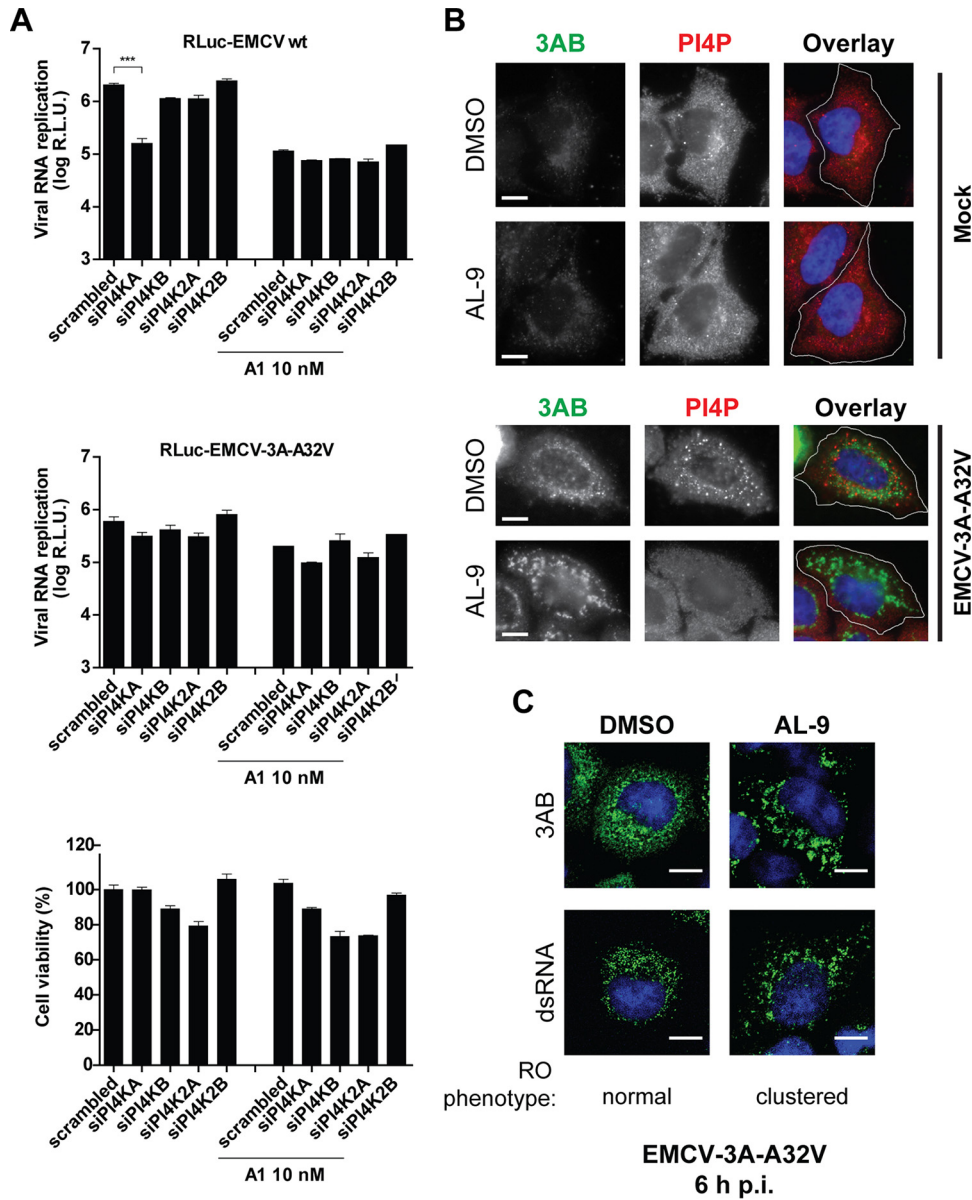 A
RLuc-EMCV wt
Viral RNA replication
(log R.L.U.)
7
6
5
4
3
***
scrambled
siPI4KA
siPI4KB
siPI4K2A
siPI4K2B
scrambled
siPI4KA
siPI4KB
siPI4K2A
siPI4K2B
A1 10 nM
RLuc-EMCV-3A-A32V
Viral RNA replication
(log R.L.U.)
7
6
5
4
3
scrambled
siPI4KA
siPI4KB
siPI4K2A
siPI4K2B
scrambled
siPI4KA
siPI4KB
siPI4K2A
siPI4K2B
A1 10 nM
Cell viability (%)
120
100
80
60
40
20
0
scrambled
siPI4KA
siPI4KB
siPI4K2A
siPI4K2B
scrambled
siPI4KA
siPI4KB
siPI4K2A
siPI4K2B
A1 10 nM
B
3AB PI4P Overlay
DMSO
AL-9
Mock
3AB PI4P Overlay
DMSO
AL-9
EMCV-3A-A32V
C
DMSO AL-9
3AB
dsRNA
RO
phenotype: normal clustered
EMCV-3A-A32V
6 h p.i.